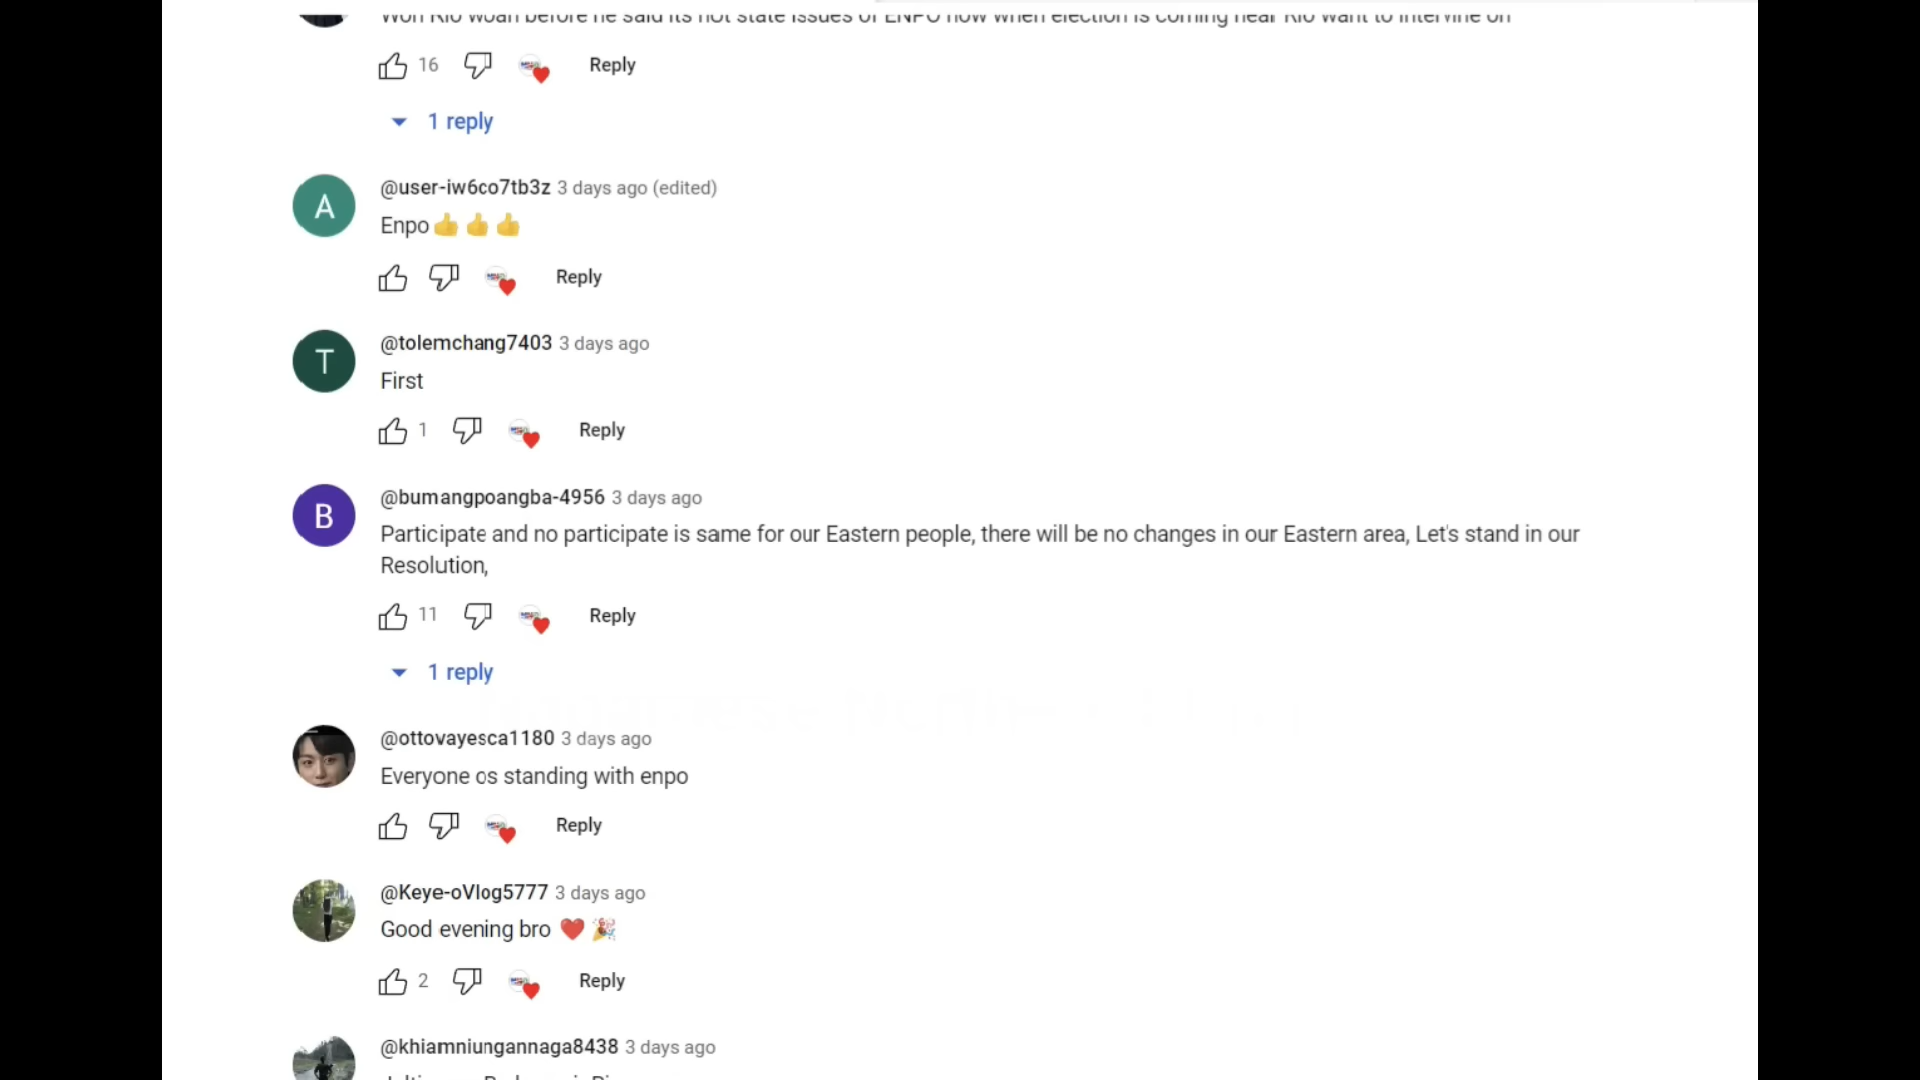 Won Rio woah before he said its not state issues of ENPO now when election is coming near Rio want to intervine on
16 Reply
1 reply
@user-iw6co7tb3z 3 days ago (edited)
A
Enpo👍👍👍
Reply
@tolemchang7403 3 days ago
T
First
1 Reply
@bumangpoangba-4956 3 days ago
B
Participate and no participate is same for our Eastern people, there will be no changes in our Eastern area, Let's stand in our
Resolution,
11 Reply
1 reply
@ottovayesca1180 3 days ago
Everyone os standing with enpo
Reply
@Keye-oVlog5777 3 days ago
Good evening bro ❤️🎉
2 Reply
@khiamniungannaga8438 3 days ago